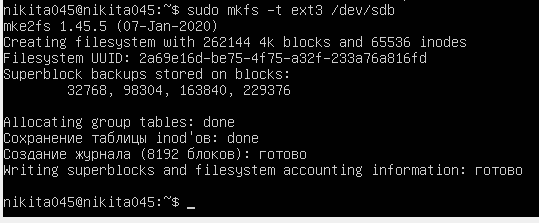 nikita045@nikita045:~$ sudo mkfs -t ext3 /dev/sdb
mke2fs 1.45.5 (07-Jan-2020)
Creating filesystem with 262144 4k blocks and 65536 inodes
Filesystem UUID: 2a69e16d-be75-4f75-a32f-233a76a816fd
Superblock backups stored on blocks:
32768, 98304, 163840, 229376
Allocating group tables: done
Сохранение таблицы inod'ов: done
Создание журнала (8192 блоков): готово
Writing superblocks and filesystem accounting information: готово
nikita045@nikita045:~$ _